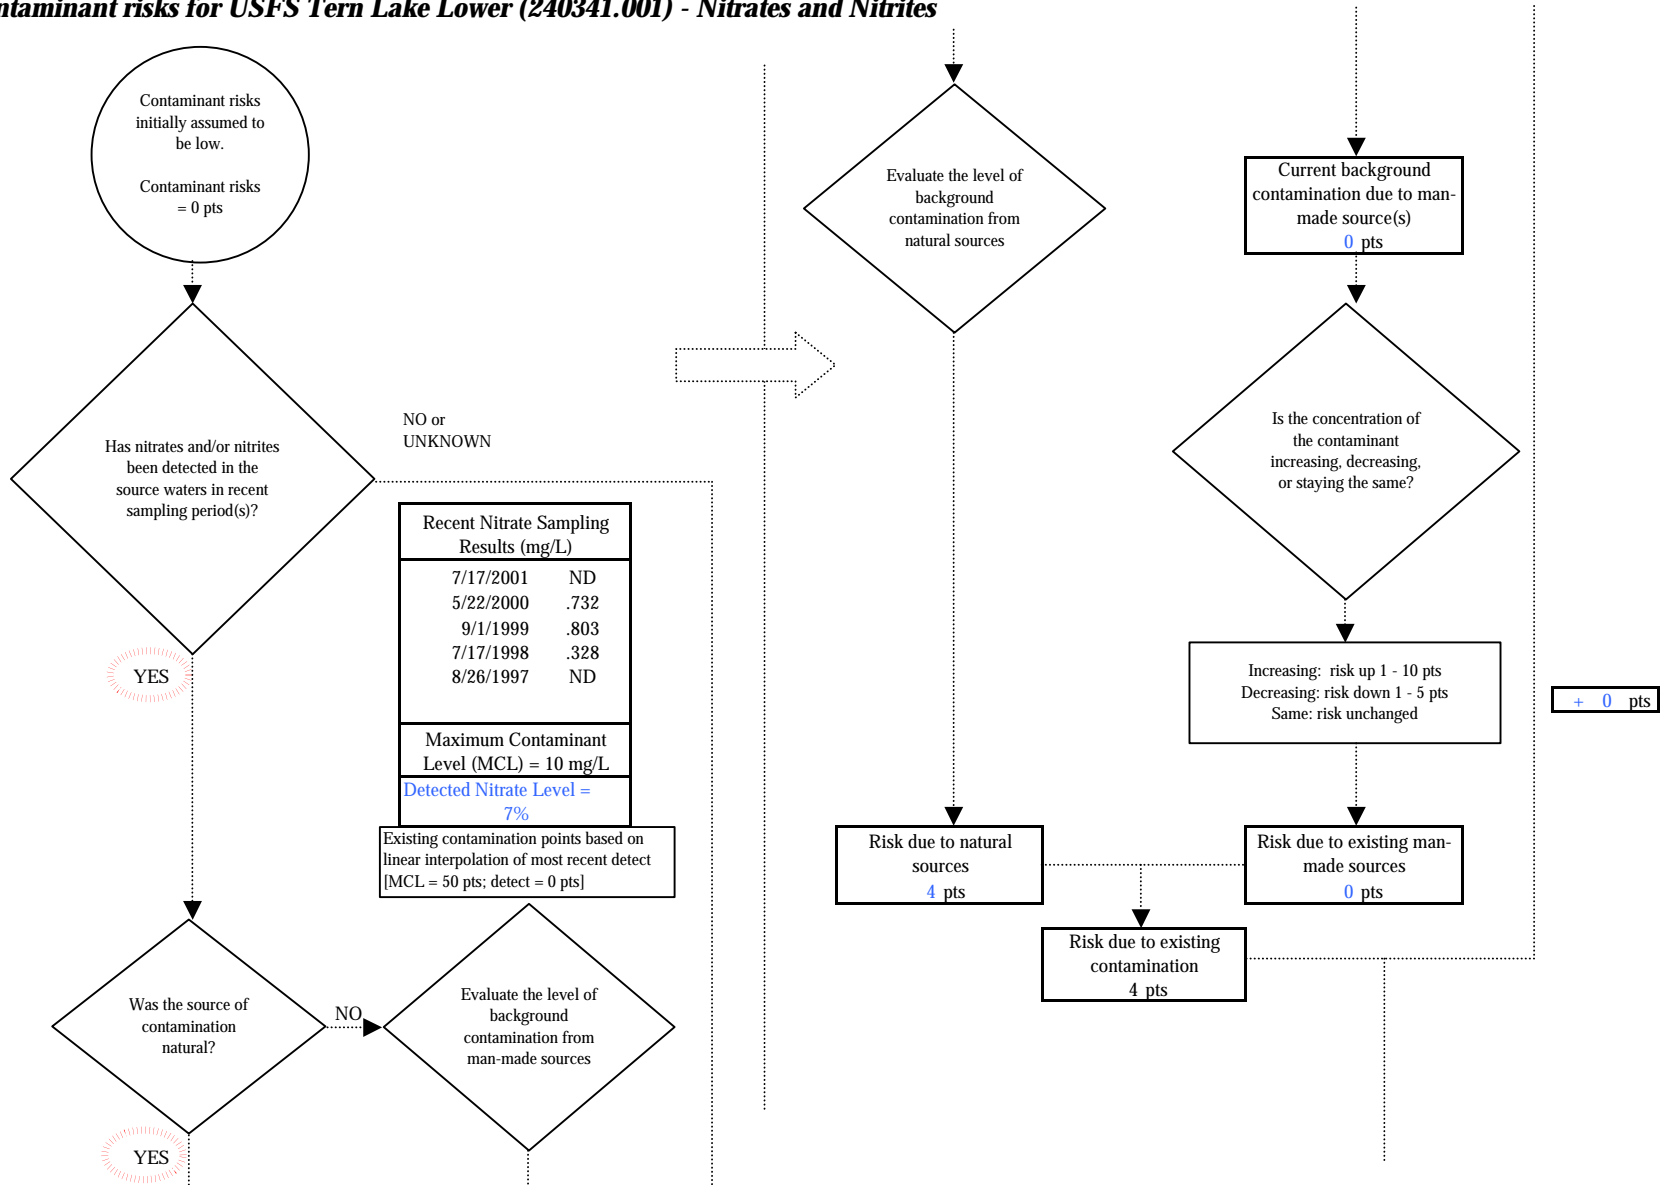 ntaminant risks for USFS Tern Lake Lower (240341.001) - Nitrates and Nitrites
Contaminant risks
initially assumed to
be low.
Contaminant risks
= 0 pts
Has nitrates and/or nitrites
been detected in the
source waters in recent
sampling period(s)?
NO or
UNKNOWN
YES
Recent Nitrate Sampling
Results (mg/L)
7/17/2001 ND
5/22/2000 .732
9/1/1999 .803
7/17/1998 .328
8/26/1997 ND
Maximum Contaminant
Level (MCL) = 10 mg/L
Detected Nitrate Level =
7%
Existing contamination points based on
linear interpolation of most recent detect
[MCL = 50 pts; detect = 0 pts]
Was the source of
contamination
natural?
NO
YES
Evaluate the level of
background
contamination from
man-made sources
Evaluate the level of
background
contamination from
natural sources
Current background
contamination due to man-
made source(s)
0 pts
Is the concentration of
the contaminant
increasing, decreasing,
or staying the same?
Increasing: risk up 1 - 10 pts
Decreasing: risk down 1 - 5 pts
Same: risk unchanged
+ 0 pts
Risk due to natural
sources
4 pts
Risk due to existing man-
made sources
0 pts
Risk due to existing
contamination
4 pts